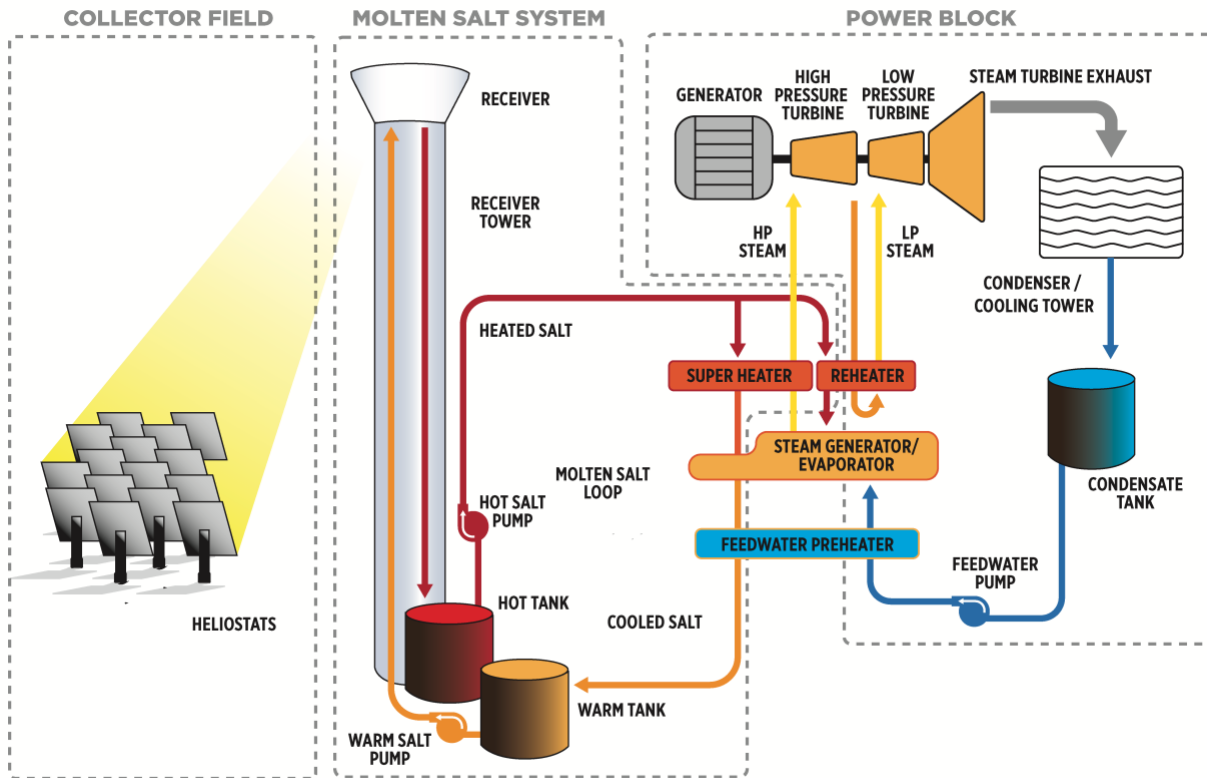 COLLECTOR FIELD
MOLTEN SALT SYSTEM
POWER BLOCK
RECEIVER
RECEIVER
TOWER
HEATED SALT
MOLTEN SALT
LOOP
HOT SALT
PUMP
HOT TANK
COOLED SALT
WARM TANK
WARM SALT
PUMP
HELIOSTATS
GENERATOR
HIGH
PRESSURE
TURBINE
LOW
PRESSURE
TURBINE
STEAM TURBINE EXHAUST
HP
STEAM
LP
STEAM
CONDENSER /
COOLING TOWER
SUPER HEATER
REHEATER
STEAM GENERATOR/
EVAPORATOR
FEEDWATER PREHEATER
CONDENSATE
TANK
FEEDWATER
PUMP